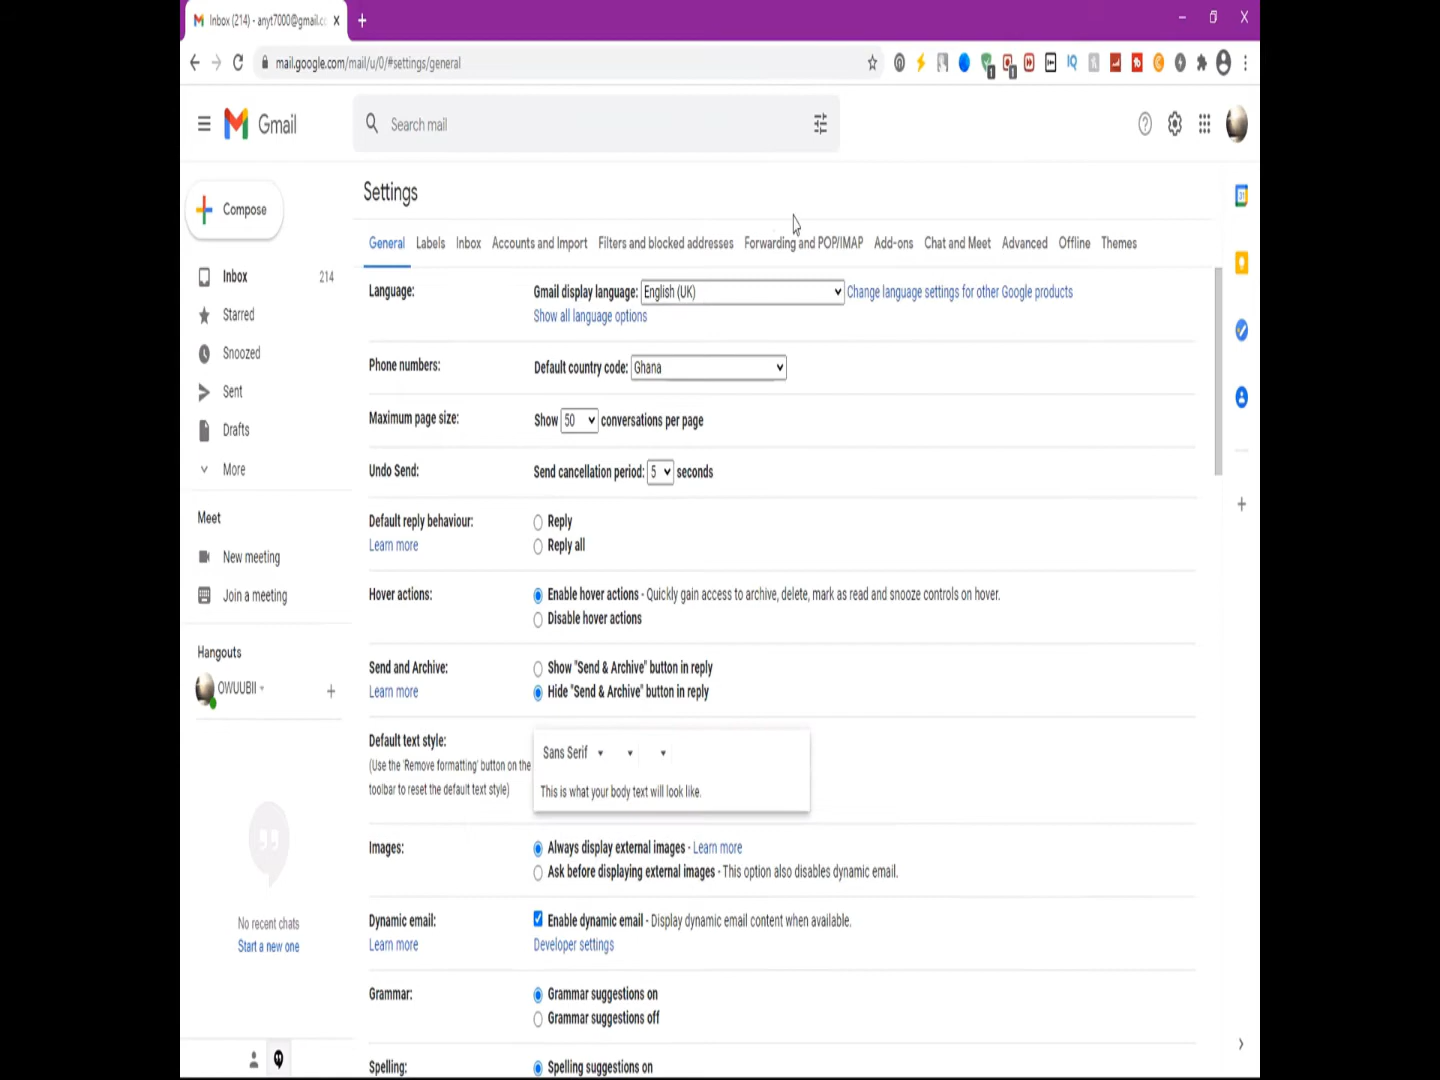 Inbox (214) - anyt7000@gmail.c
mail.google.com/mail/u/0/#settings/general
Gmail
Search mail
Compose
Inbox 214
Starred
Snoozed
Sent
Drafts
More
Meet
New meeting
Join a meeting
Hangouts
OWUUBII
No recent chats
Start a new one
Settings
General Labels Inbox Accounts and Import Filters and blocked addresses Forwarding and POP/IMAP Add-ons Chat and Meet Advanced Offline Themes
Language: Gmail display language: English (UK) Change language settings for other Google products
Show all language options
Phone numbers: Default country code: Ghana
Maximum page size: Show 50 conversations per page
Undo Send: Send cancellation period: 5 seconds
Default reply behaviour: Reply
Learn more Reply all
Hover actions: Enable hover actions - Quickly gain access to archive, delete, mark as read and snooze controls on hover.
Disable hover actions
Send and Archive: Show "Send & Archive" button in reply
Learn more Hide "Send & Archive" button in reply
Default text style: Sans Serif
(Use the 'Remove formatting' button on the
toolbar to reset the default text style) This is what your body text will look like.
Images: Always display external images - Learn more
Ask before displaying external images - This option also disables dynamic email.
Dynamic email: Enable dynamic email - Display dynamic email content when available.
Learn more Developer settings
Grammar: Grammar suggestions on
Grammar suggestions off
Spelling: Spelling suggestions on